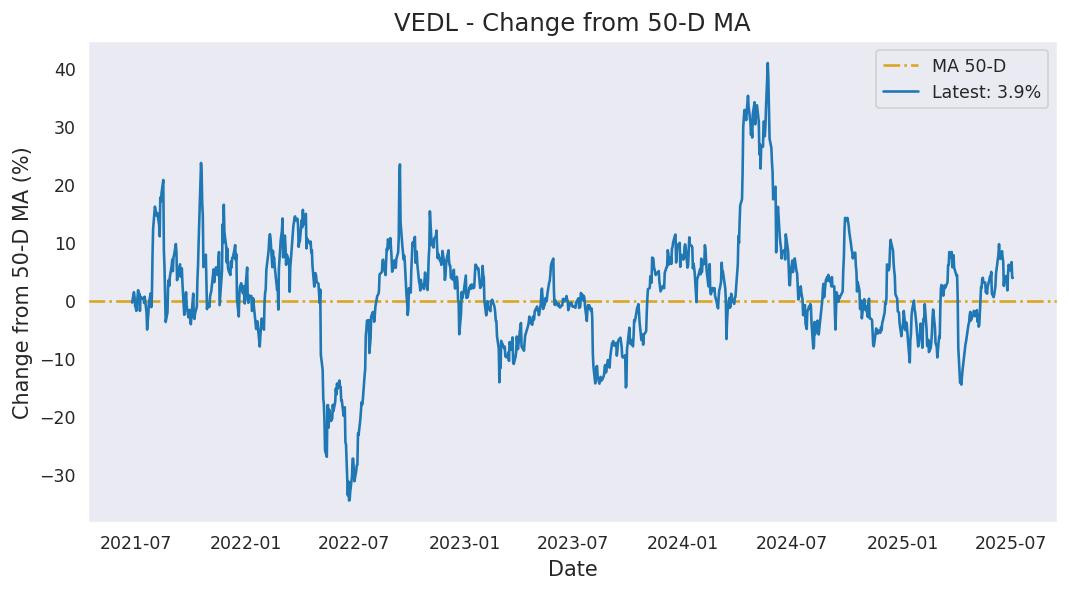 VEDL - Change from 50-D MA
MA 50-D
Latest: 3.9%
Change from 50-D MA (%)
40
30
20
10
0
−10
−20
−30
2021-07 2022-01 2022-07 2023-01 2023-07 2024-01 2024-07 2025-01 2025-07
Date